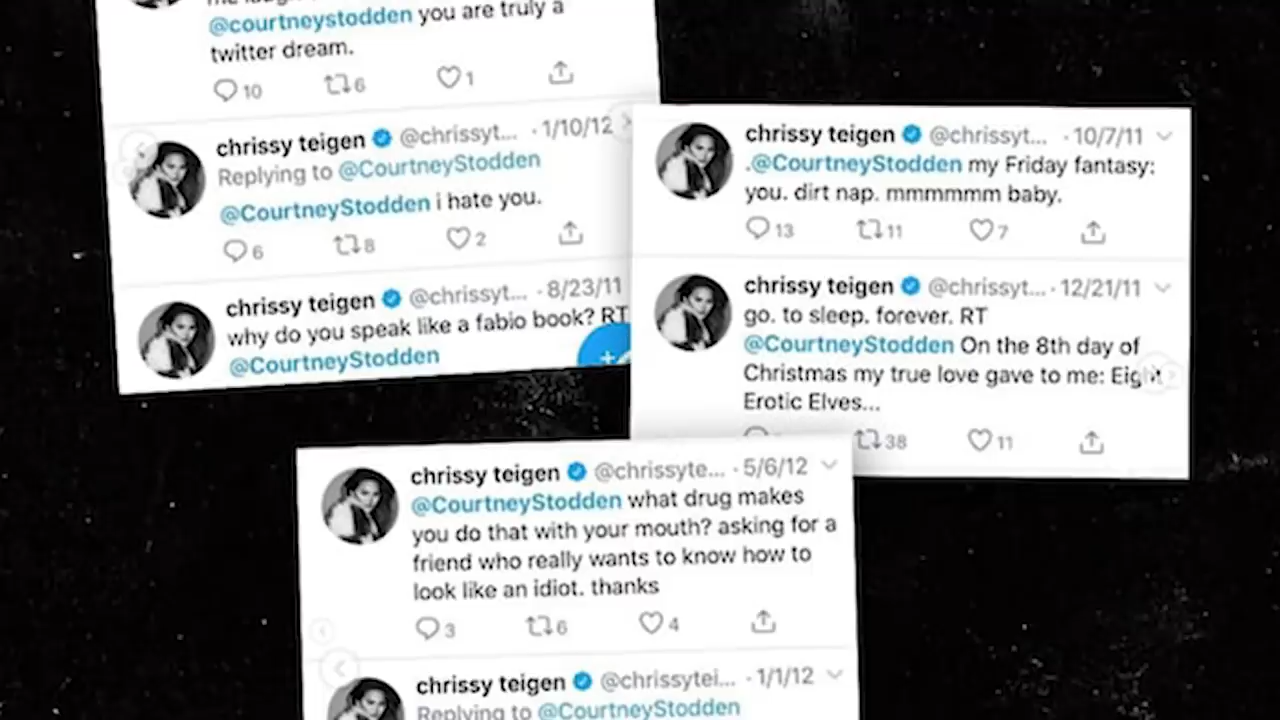 @courtneystodden you are truly a
twitter dream.
10 6 1
chrissy teigen @chrissyt... · 1/10/12
Replying to @CourtneyStodden
@CourtneyStodden i hate you.
6 8 2
chrissy teigen @chrissyt... · 8/23/11
why do you speak like a fabio book? RT
@CourtneyStodden
chrissy teigen @chrissyt... · 10/7/11
.@CourtneyStodden my Friday fantasy:
you. dirt nap. mmmmmm baby.
13 11 7
chrissy teigen @chrissyt... · 12/21/11
go. to sleep. forever. RT
@CourtneyStodden On the 8th day of
Christmas my true love gave to me: Eight
Erotic Elves...
38 11
chrissy teigen @chrissyte... · 5/6/12
@CourtneyStodden what drug makes
you do that with your mouth? asking for a
friend who really wants to know how to
look like an idiot. thanks
3 6 4
chrissy teigen @chrissytei... · 1/1/12
Replying to @CourtneyStodden